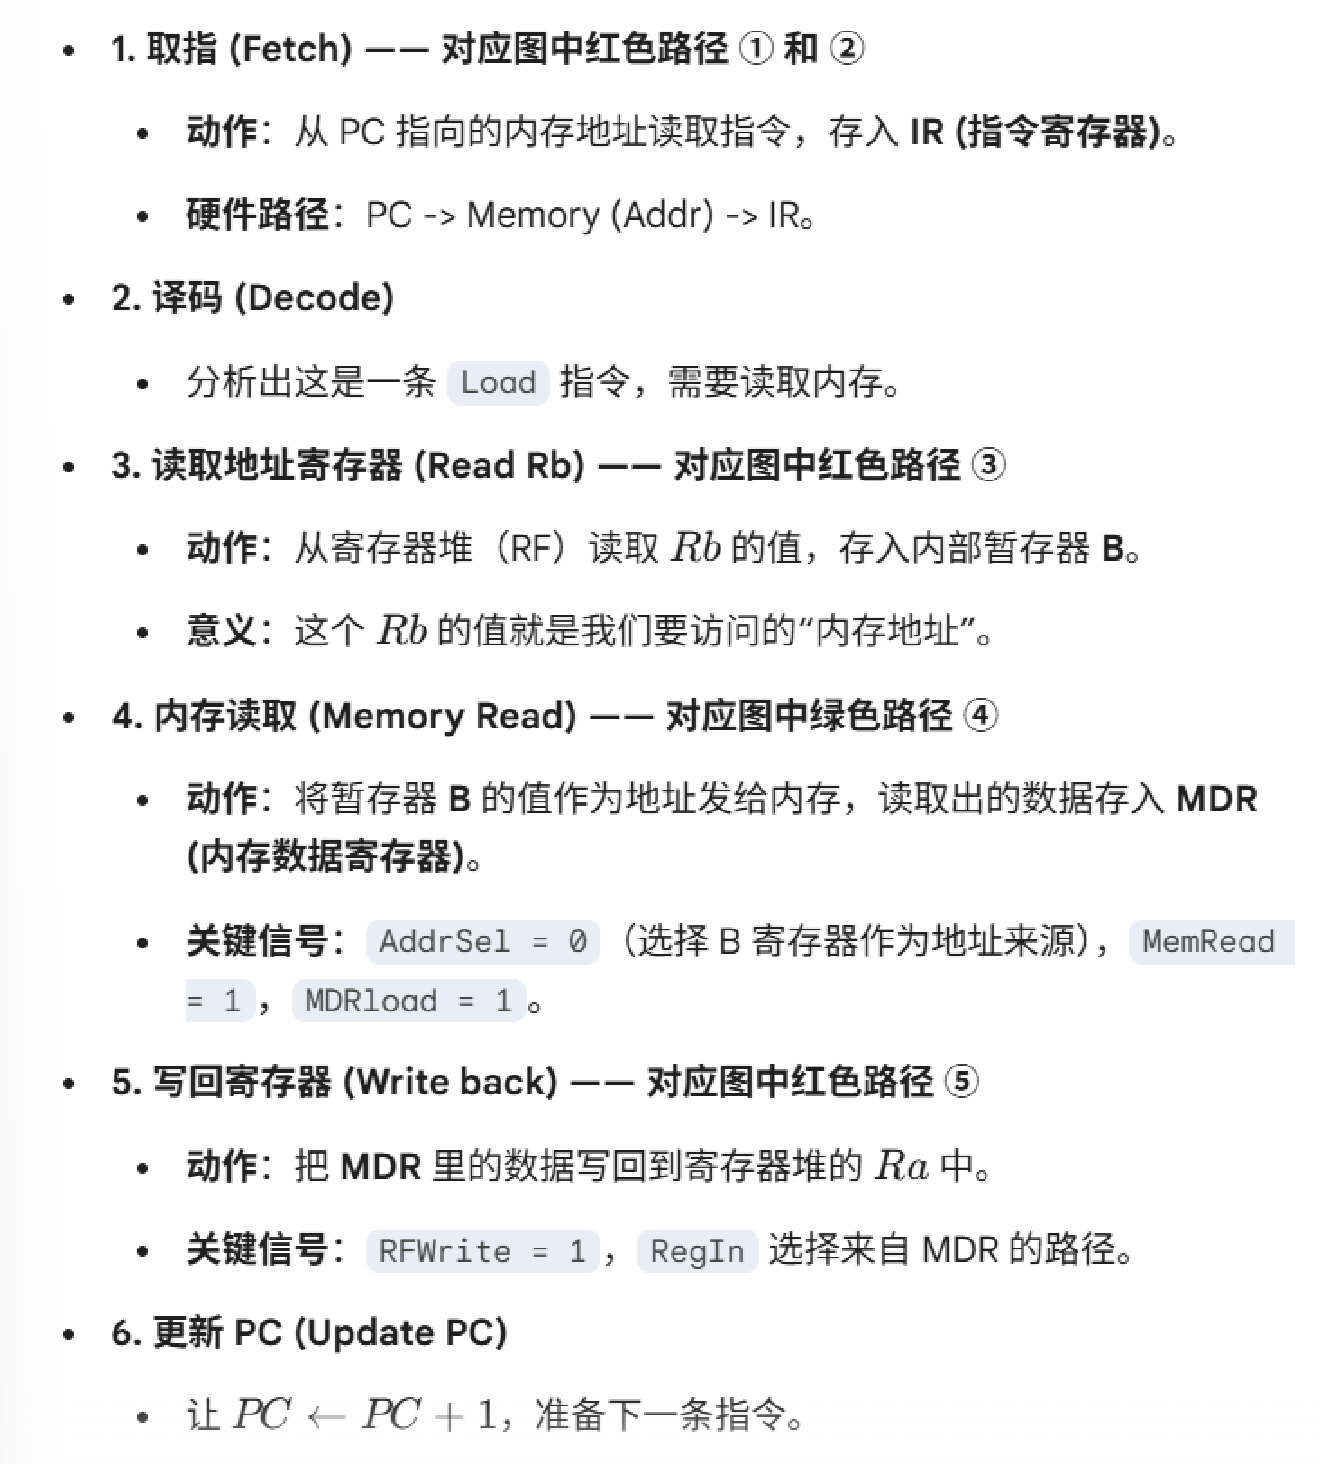 • 1. 取指 (Fetch) —— 对应图中红色路径 ① 和 ②
• 动作：从 PC 指向的内存地址读取指令，存入 IR (指令寄存器)。
• 硬件路径：PC -> Memory (Addr) -> IR。
• 2. 译码 (Decode)
• 分析出这是一条 Load 指令，需要读取内存。
• 3. 读取地址寄存器 (Read Rb) —— 对应图中红色路径 ③
• 动作：从寄存器堆（RF）读取 Rb 的值，存入内部暂存器 B。
• 意义：这个 Rb 的值就是我们要访问的“内存地址”。
• 4. 内存读取 (Memory Read) —— 对应图中绿色路径 ④
• 动作：将暂存器 B 的值作为地址发给内存，读取出的数据存入 MDR
(内存数据寄存器)。
• 关键信号：AddrSel = 0（选择 B 寄存器作为地址来源），MemRead
= 1，MDRload = 1。
• 5. 写回寄存器 (Write back) —— 对应图中红色路径 ⑤
• 动作：把 MDR 里的数据写回到寄存器堆的 Ra 中。
• 关键信号：RFWrite = 1，RegIn 选择来自 MDR 的路径。
• 6. 更新 PC (Update PC)
• 让 PC ← PC + 1，准备下一条指令。